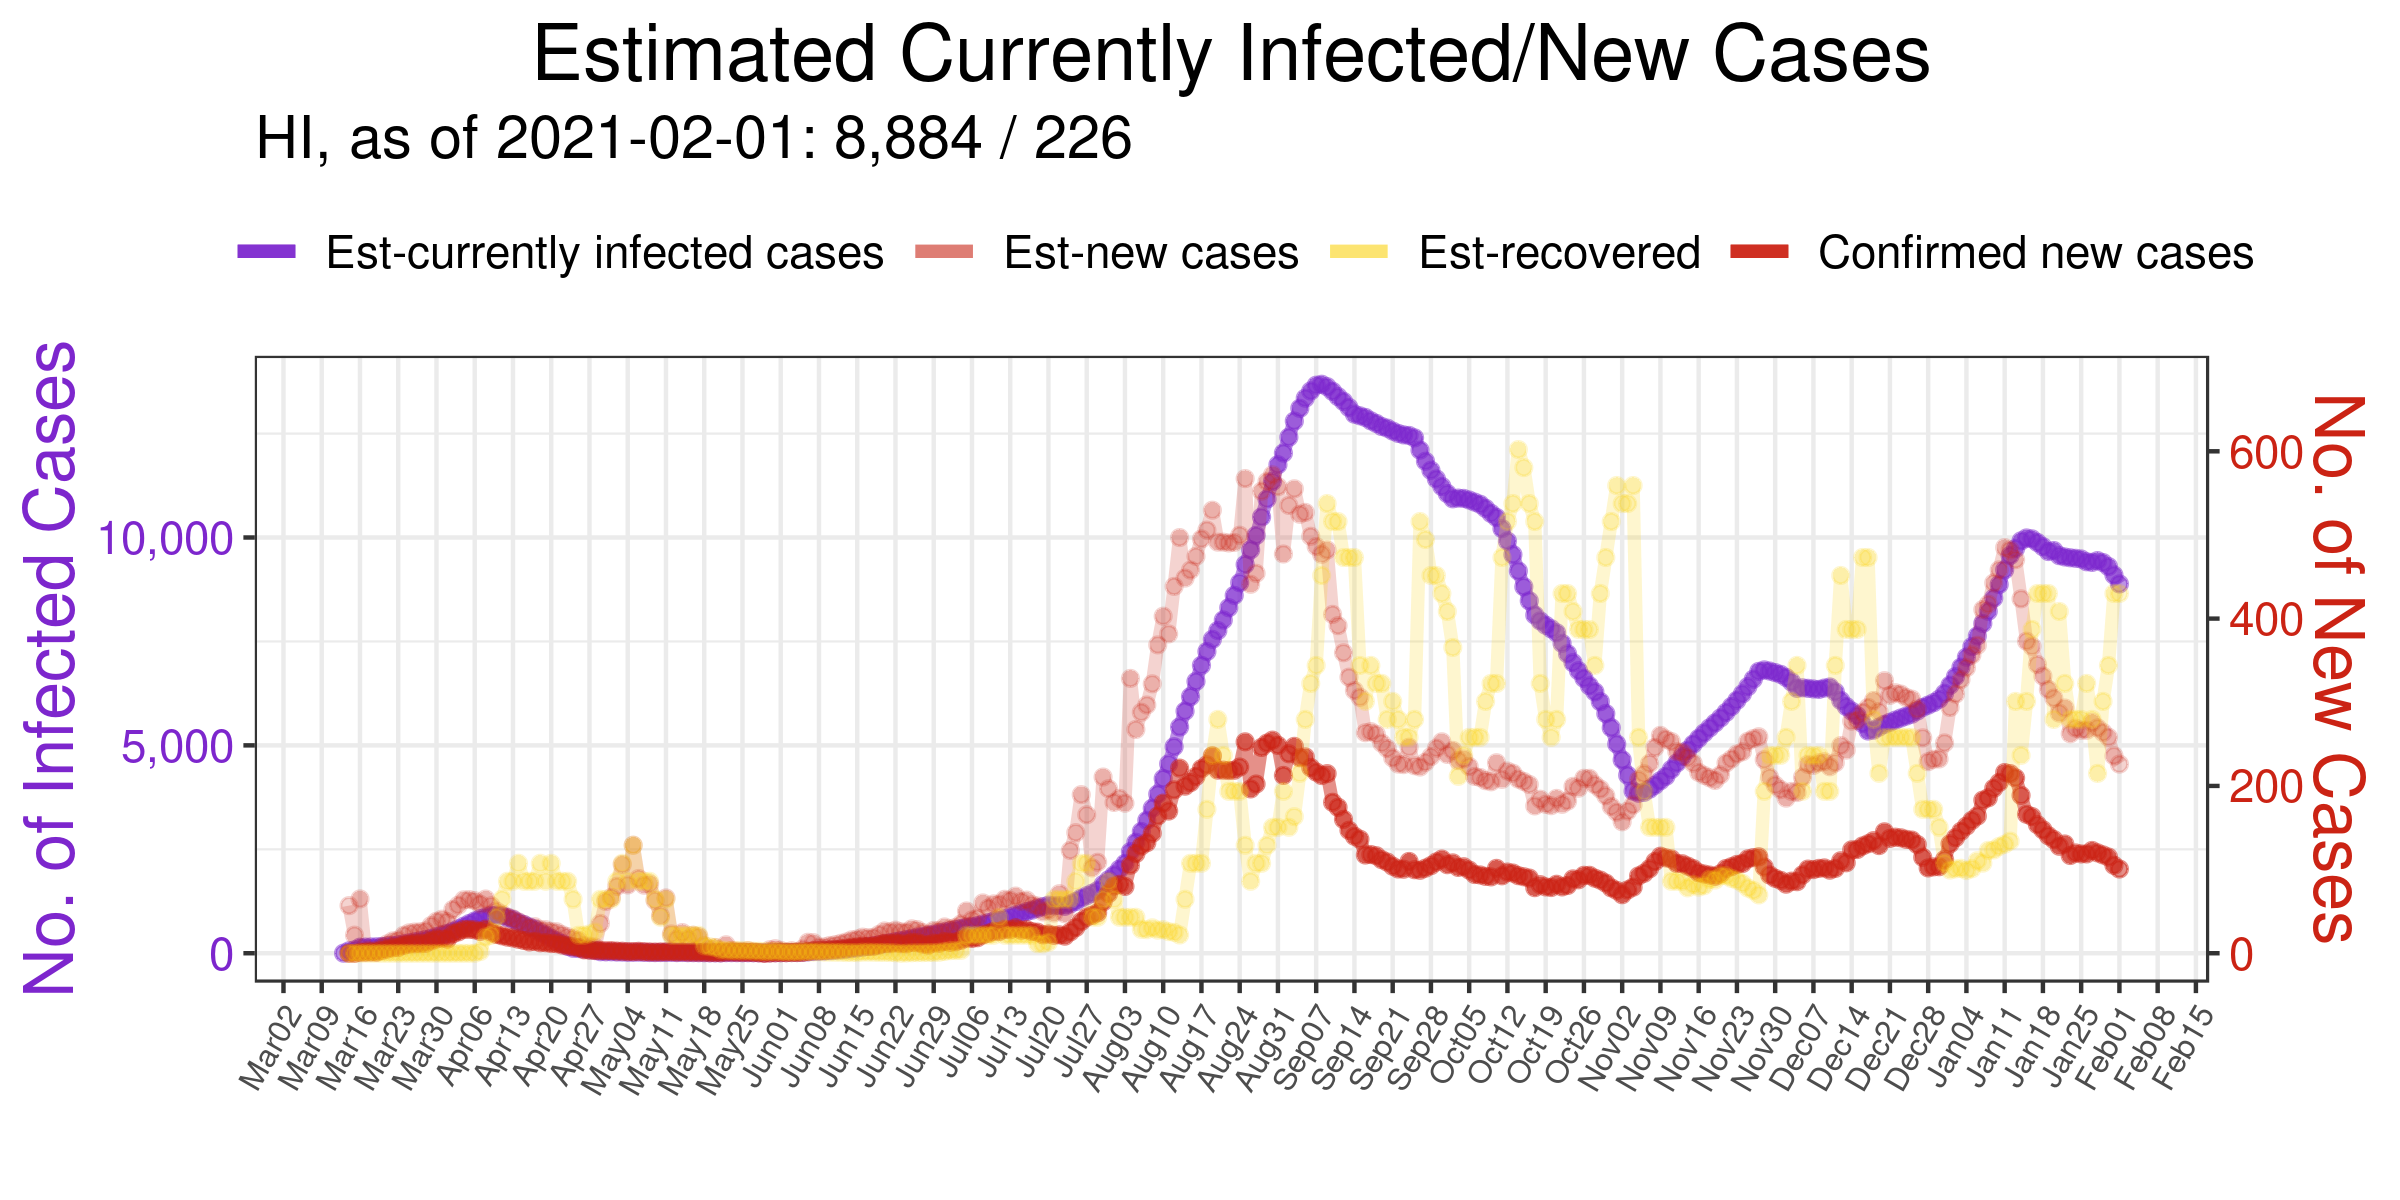 Estimated Currently Infected/New Cases
HI, as of 2021-02-01: 8,884 / 226
Est-currently infected cases Est-new cases Est-recovered Confirmed new cases
No. of Infected Cases
10,000
5,000
0
No. of New Cases
600
400
200
0
Mar02
Mar09
Mar16
Mar23
Mar30
Apr06
Apr13
Apr20
Apr27
May04
May11
May18
May25
Jun01
Jun08
Jun15
Jun22
Jun29
Jul06
Jul13
Jul20
Jul27
Aug03
Aug10
Aug17
Aug24
Aug31
Sep07
Sep14
Sep21
Sep28
Oct05
Oct12
Oct19
Oct26
Nov02
Nov09
Nov16
Nov23
Nov30
Dec07
Dec14
Dec21
Dec28
Jan04
Jan11
Jan18
Jan25
Feb01
Feb08
Feb15